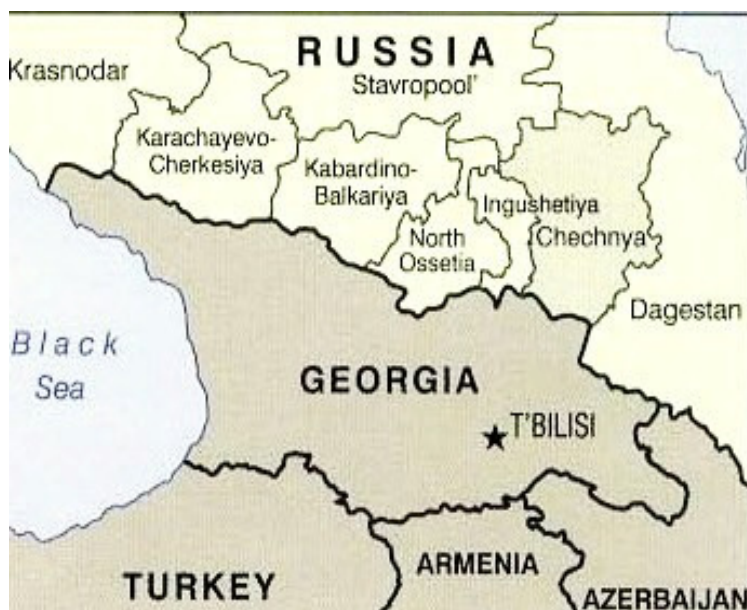 RUSSIA
Krasnodar
Stavropool'
Karachayevo-
Cherkesiya
Kabardino-
Balkariya
Ingushetiya
North
Ossetia
Chechnya
Dagestan
Black
Sea
GEORGIA
T'BILISI
ARMENIA
TURKEY
AZERBAIJAN